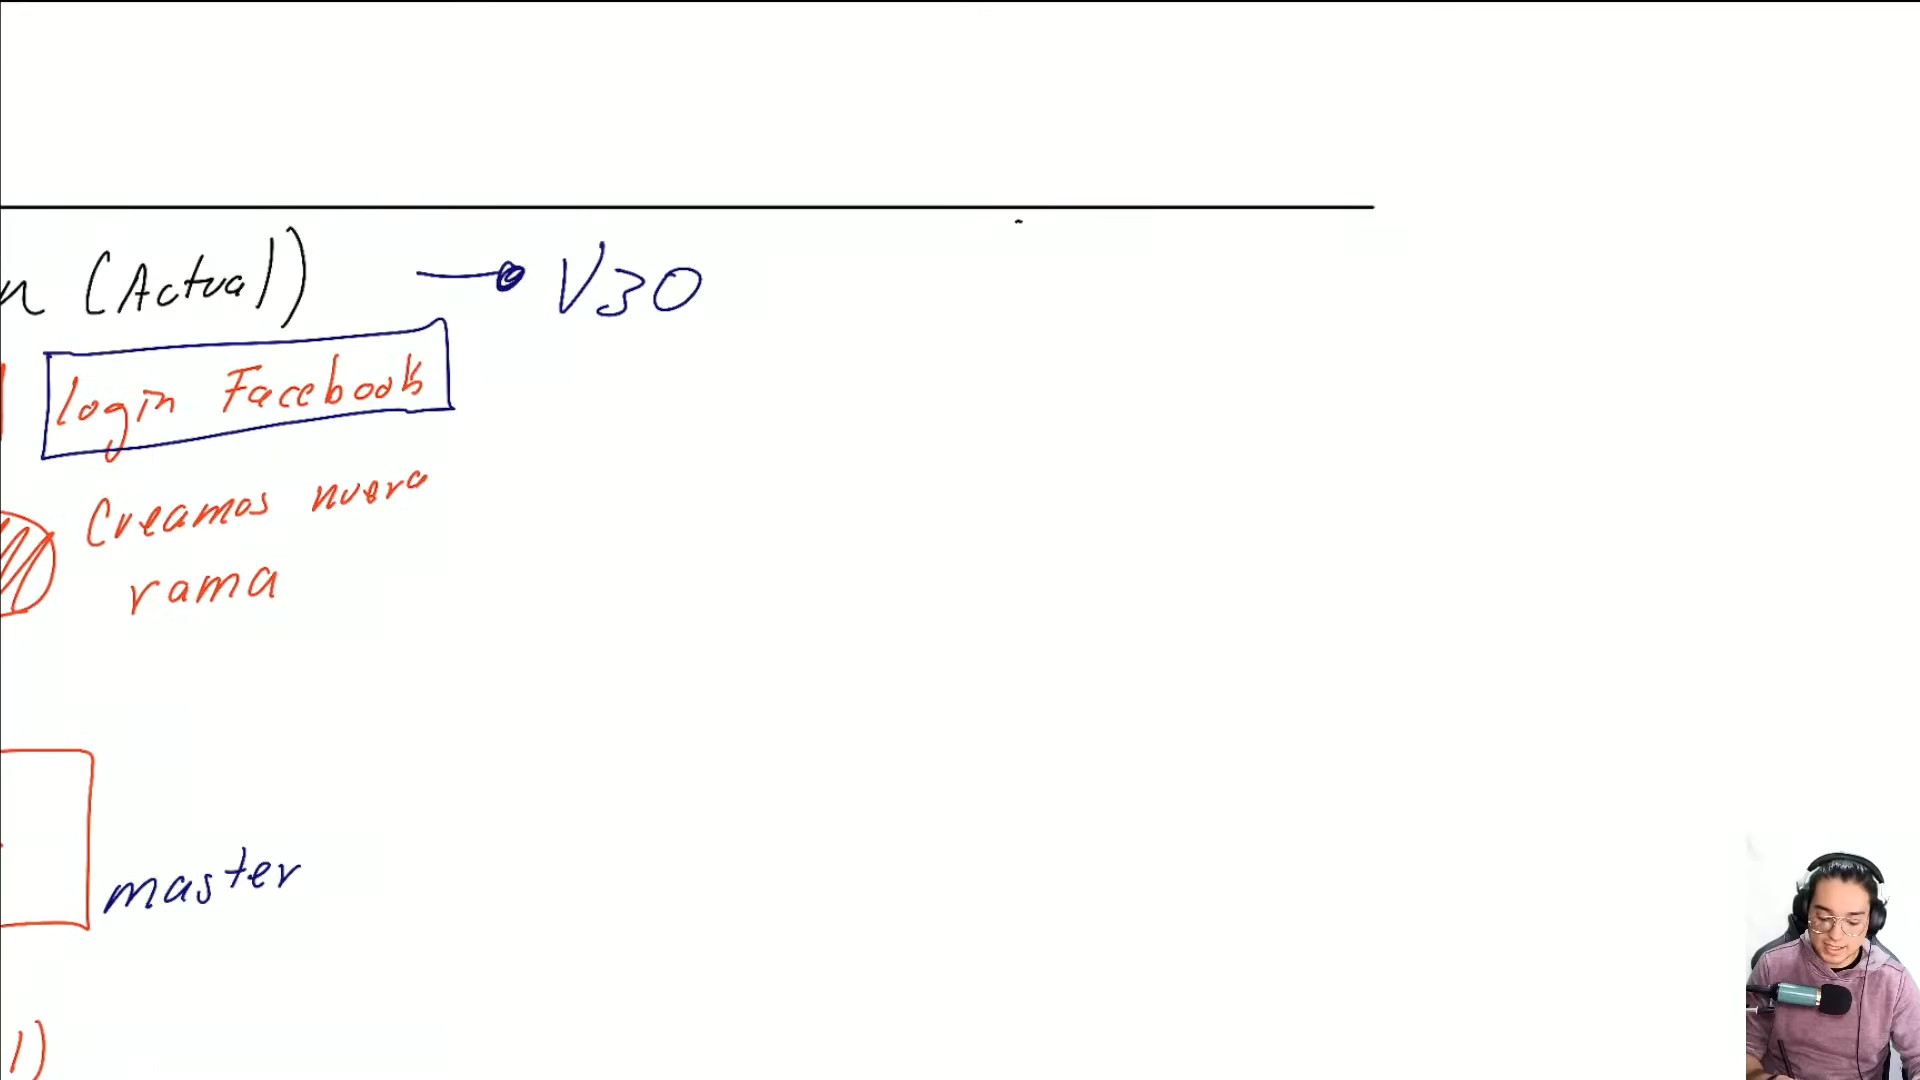 n (Actual) V30
login Facebook
Creamos nueva
rama
master
1)